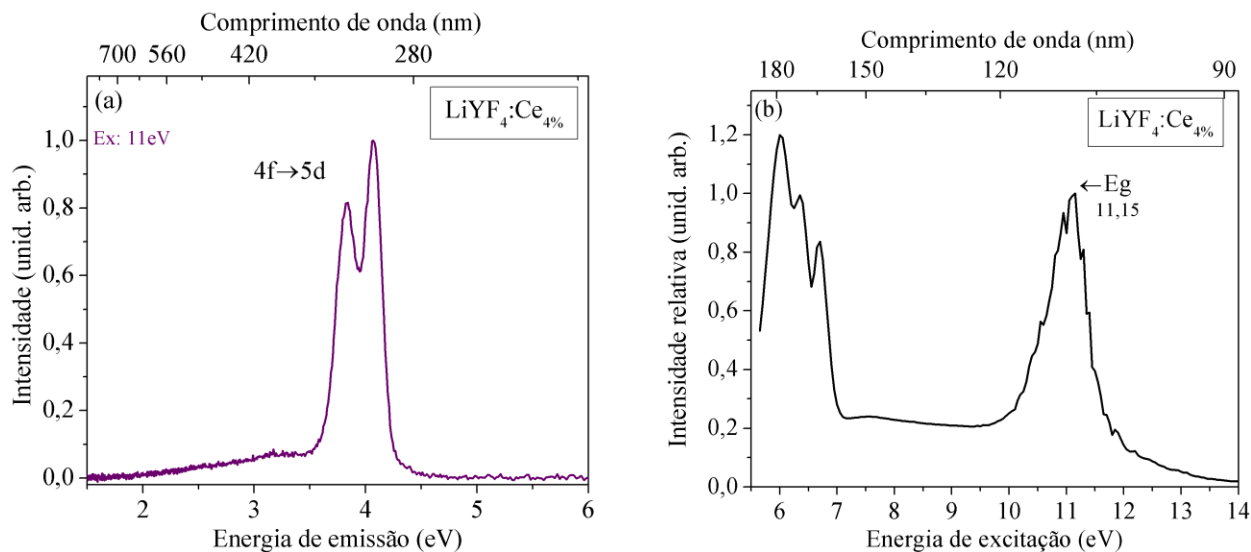 Comprimento de onda (nm)
700 560 420 280
(a)
LiYF4:Ce4%
Ex: 11eV
4f→5d
Intensidade (unid. arb.)
1,0
0,8
0,6
0,4
0,2
0,0
2 3 4 5 6
Energia de emissão (eV)
Comprimento de onda (nm)
180 150 120 90
(b)
LiYF4:Ce4%
←Eg
11,15
Intensidade relativa (unid. arb.)
1,2
1,0
0,8
0,6
0,4
0,2
0,0
6 7 8 9 10 11 12 13 14
Energia de excitação (eV)